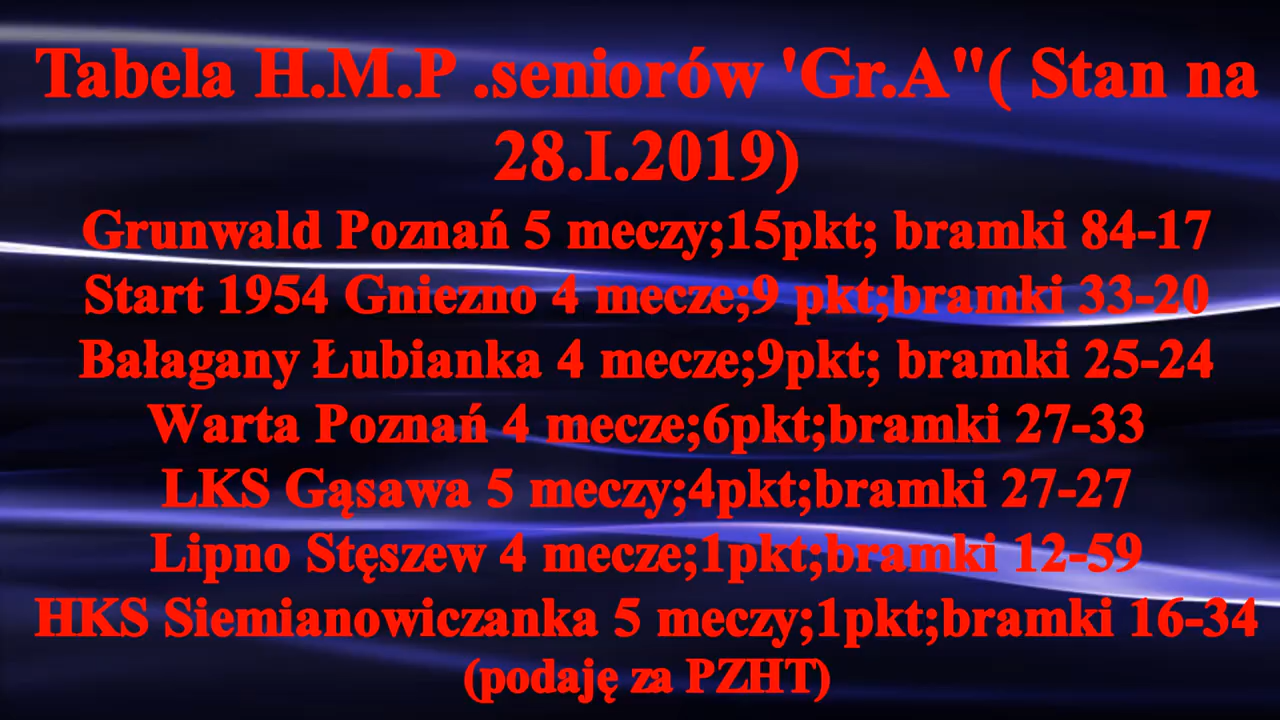 Tabela H.M.P .seniorów 'Gr.A"( Stan na
28.I.2019)
Grunwald Poznań 5 meczy;15pkt; bramki 84-17
Start 1954 Gniezno 4 mecze;9 pkt;bramki 33-20
Bałagany Łubianka 4 mecze;9pkt; bramki 25-24
Warta Poznań 4 mecze;6pkt;bramki 27-33
LKS Gąsawa 5 meczy;4pkt;bramki 27-27
Lipno Stęszew 4 mecze;1pkt;bramki 12-59
HKS Siemianowiczanka 5 meczy;1pkt;bramki 16-34
(podaję za PZHT)